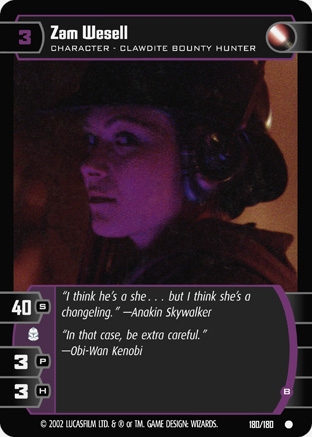 3 Zam Wesell
CHARACTER - CLAWDITE BOUNTY HUNTER
40 S
"I think he's a she . . . but I think she's a
changeling." —Anakin Skywalker
"In that case, be extra careful."
—Obi-Wan Kenobi
3 P
3 H
B
© 2002 LUCASFILM LTD. & ® or TM. GAME DESIGN: WIZARDS. 180/180